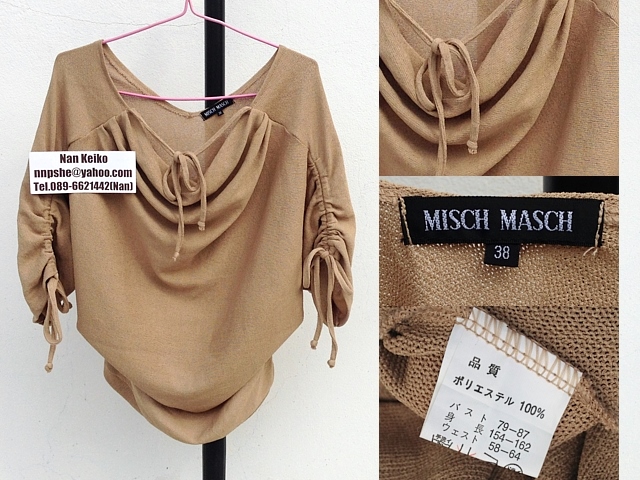 MISCH MASCH
Nan Keiko
nnpshe@yahoo.com
Tel.089-6621442(Nan)
MISCH MASCH
38
品質
ポリエステル 100%
バスト 79-87
身長 154-162
ウェスト 58-64